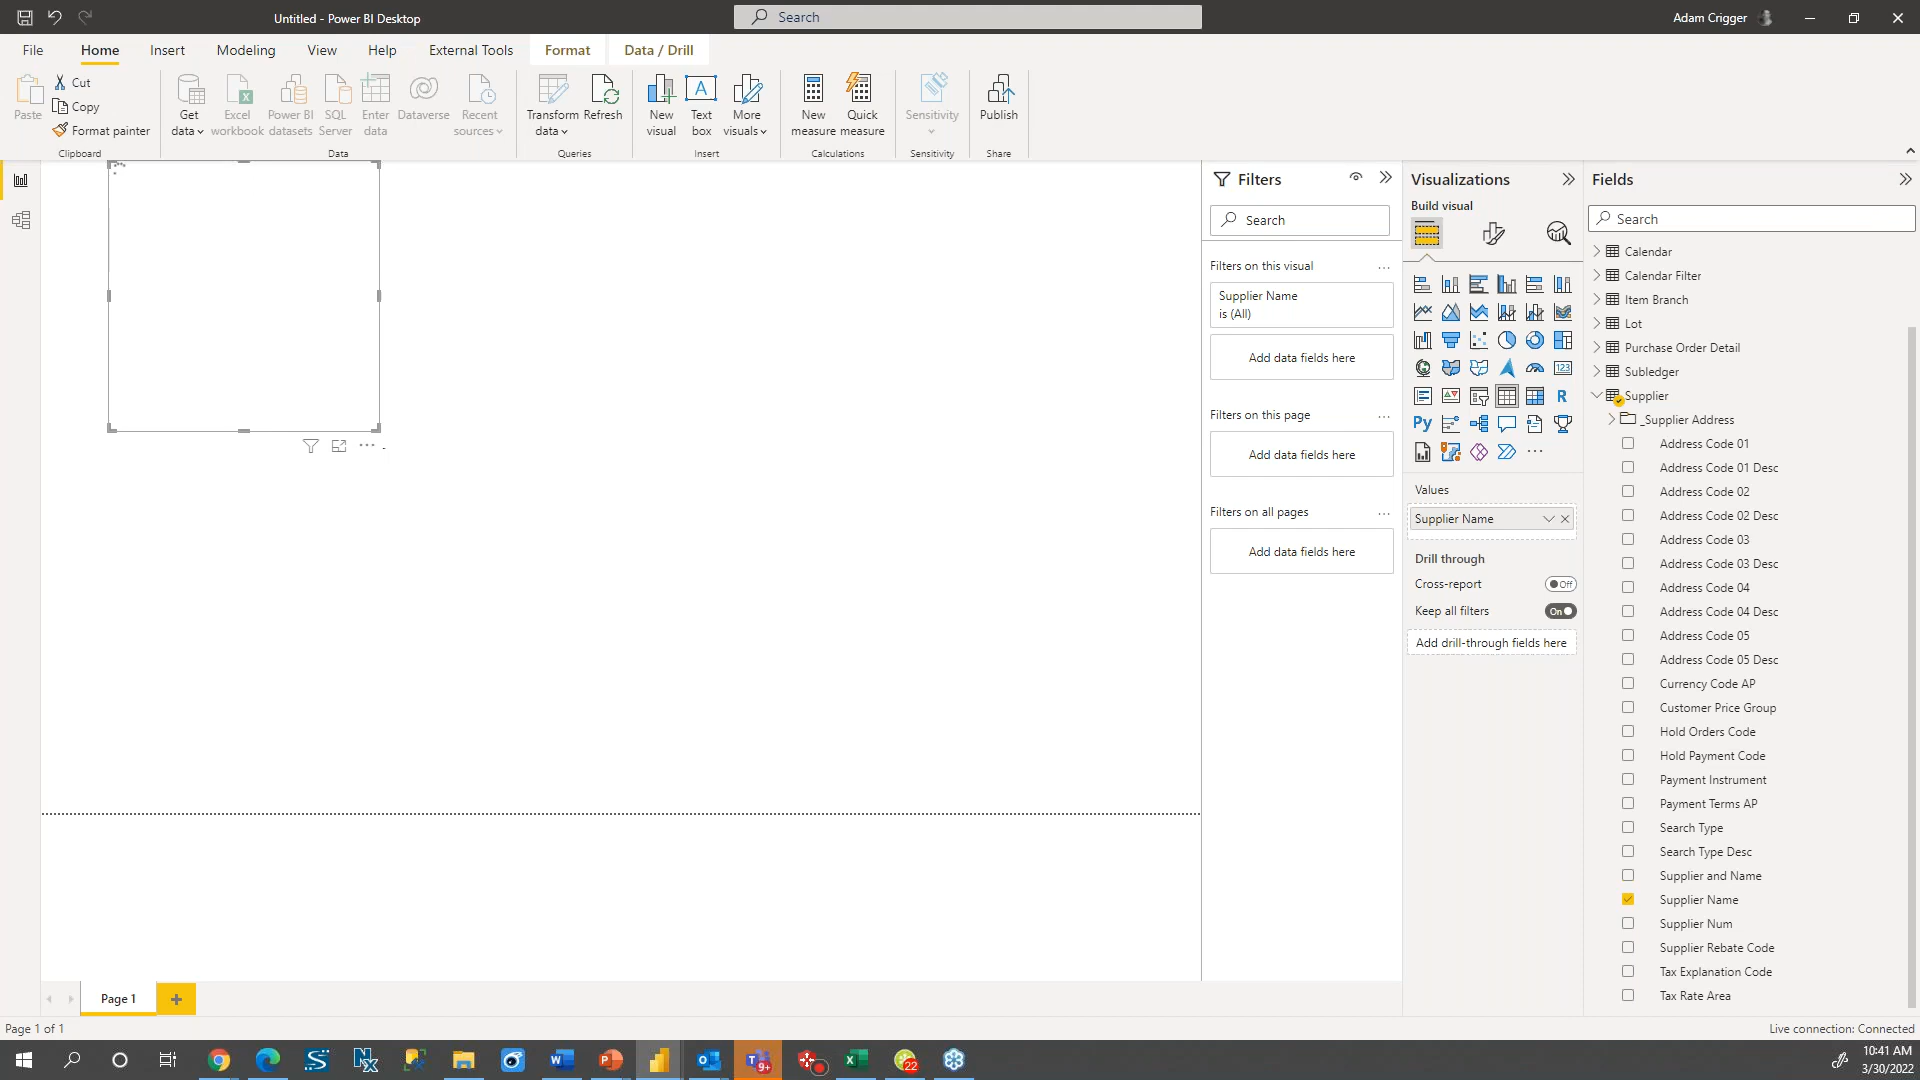 Untitled - Power BI Desktop
Search
Adam Crigger
File
Home
Insert
Modeling
View
Help
External Tools
Format
Data / Drill
Paste
Cut
Copy
Format painter
Clipboard
Get data
Excel workbook
Power BI datasets
SQL Server
Enter data
Dataverse
Recent sources
Data
Transform data
Refresh
Queries
New visual
Text box
More visuals
Insert
New measure
Quick measure
Calculations
Sensitivity
Sensitivity
Publish
Share
Filters
Search
Filters on this visual
Supplier Name
is (All)
Add data fields here
Filters on this page
Add data fields here
Filters on all pages
Add data fields here
Visualizations
Build visual
123
R
Py
Values
Supplier Name
Drill through
Cross-report
Off
Keep all filters
On
Add drill-through fields here
Fields
Search
Calendar
Calendar Filter
Item Branch
Lot
Purchase Order Detail
Subledger
Supplier
_Supplier Address
Address Code 01
Address Code 01 Desc
Address Code 02
Address Code 02 Desc
Address Code 03
Address Code 03 Desc
Address Code 04
Address Code 04 Desc
Address Code 05
Address Code 05 Desc
Currency Code AP
Customer Price Group
Hold Orders Code
Hold Payment Code
Payment Instrument
Payment Terms AP
Search Type
Search Type Desc
Supplier and Name
Supplier Name
Supplier Num
Supplier Rebate Code
Tax Explanation Code
Tax Rate Area
Page 1
Page 1 of 1
Live connection: Connected
9+
22
10:41 AM
3/30/2022